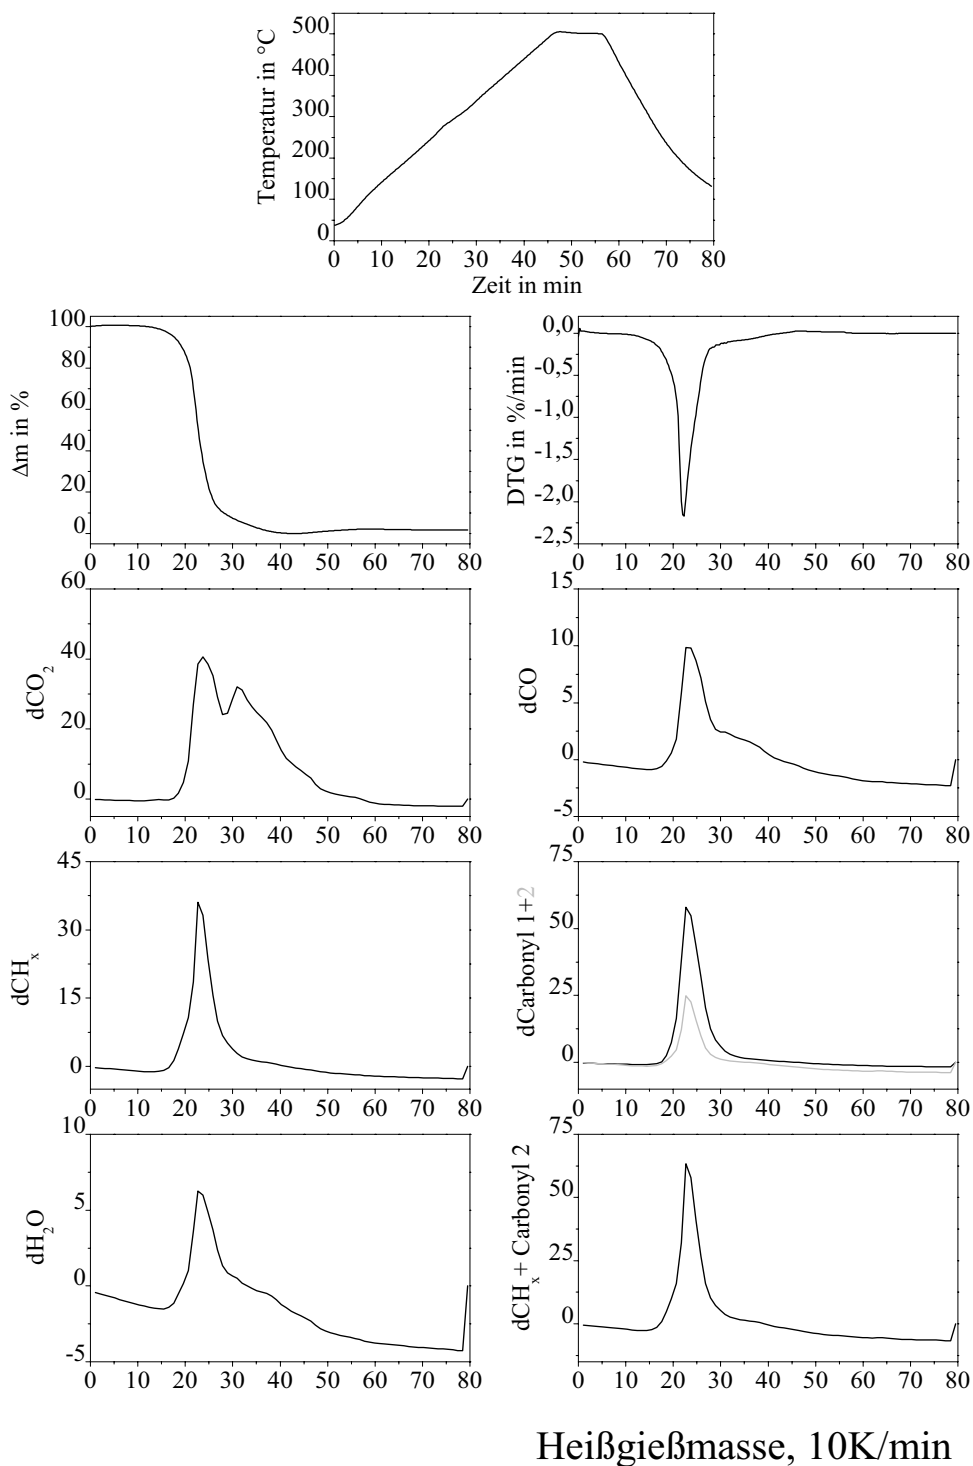 Temperatur in °C
500
400
300
200
100
0
0 10 20 30 40 50 60 70 80
Zeit in min
Δm in %
100
80
60
40
20
0
0 10 20 30 40 50 60 70 80
DTG in %/min
0,0
-0,5
-1,0
-1,5
-2,0
-2,5
0 10 20 30 40 50 60 70 80
dCO₂
60
40
20
0
0 10 20 30 40 50 60 70 80
dCO
15
10
5
0
-5
0 10 20 30 40 50 60 70 80
dCHₓ
45
30
15
0
0 10 20 30 40 50 60 70 80
dCarbonyl 1+2
75
50
25
0
0 10 20 30 40 50 60 70 80
dH₂O
10
5
0
-5
0 10 20 30 40 50 60 70 80
dCHₓ+ Carbonyl 2
75
50
25
0
0 10 20 30 40 50 60 70 80
Heißgießmasse, 10K/min